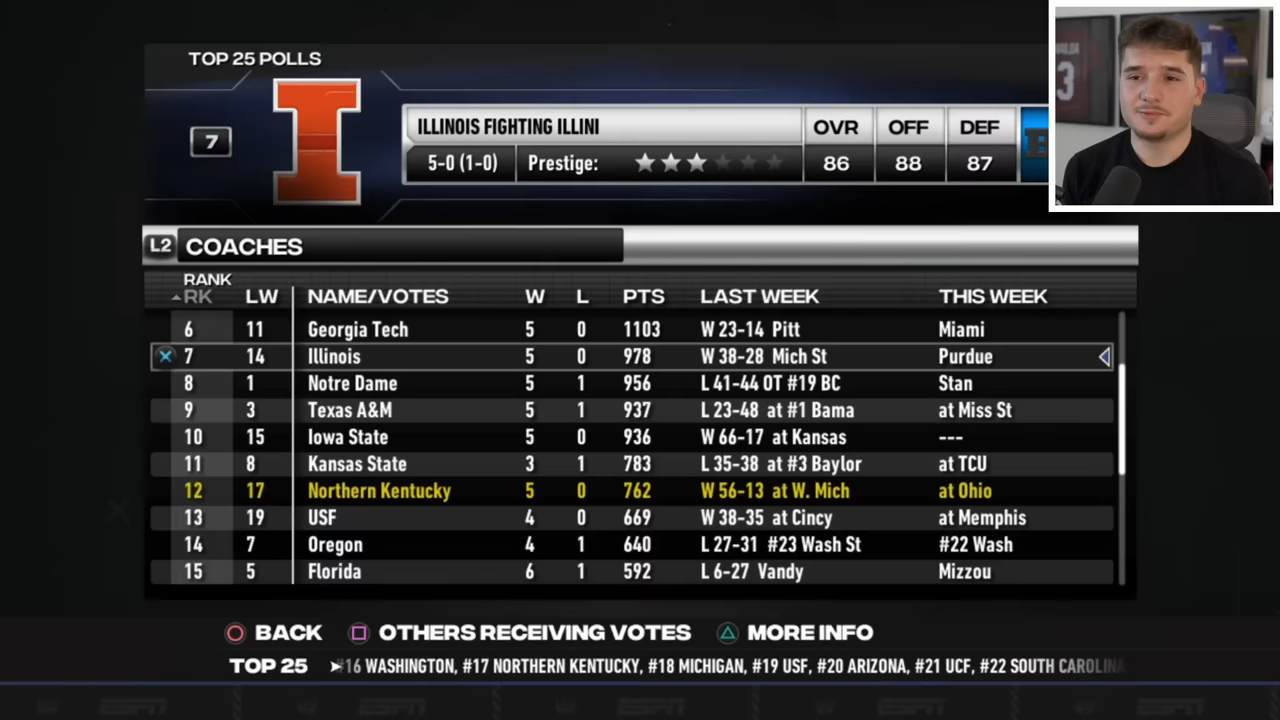 TOP 25 POLLS
7
ILLINOIS FIGHTING ILLINI OVR OFF DEF
5-0 (1-0) Prestige: 86 88 87
3
L2 COACHES
RANK
RK LW NAME/VOTES W L PTS LAST WEEK THIS WEEK
6 11 Georgia Tech 5 0 1103 W 23-14 Pitt Miami
7 14 Illinois 5 0 978 W 38-28 Mich St Purdue
8 1 Notre Dame 5 1 956 L 41-44 OT #19 BC Stan
9 3 Texas A&M 5 1 937 L 23-48 at #1 Bama at Miss St
10 15 Iowa State 5 0 936 W 66-17 at Kansas ---
11 8 Kansas State 3 1 783 L 35-38 at #3 Baylor at TCU
12 17 Northern Kentucky 5 0 762 W 56-13 at W. Mich at Ohio
13 19 USF 4 0 669 W 38-35 at Cincy at Memphis
14 7 Oregon 4 1 640 L 27-31 #23 Wash St #22 Wash
15 5 Florida 6 1 592 L 6-27 Vandy Mizzou
BACK OTHERS RECEIVING VOTES MORE INFO
TOP 25 #16 WASHINGTON, #17 NORTHERN KENTUCKY, #18 MICHIGAN, #19 USF, #20 ARIZONA, #21 UCF, #22 SOUTH CAROLINA